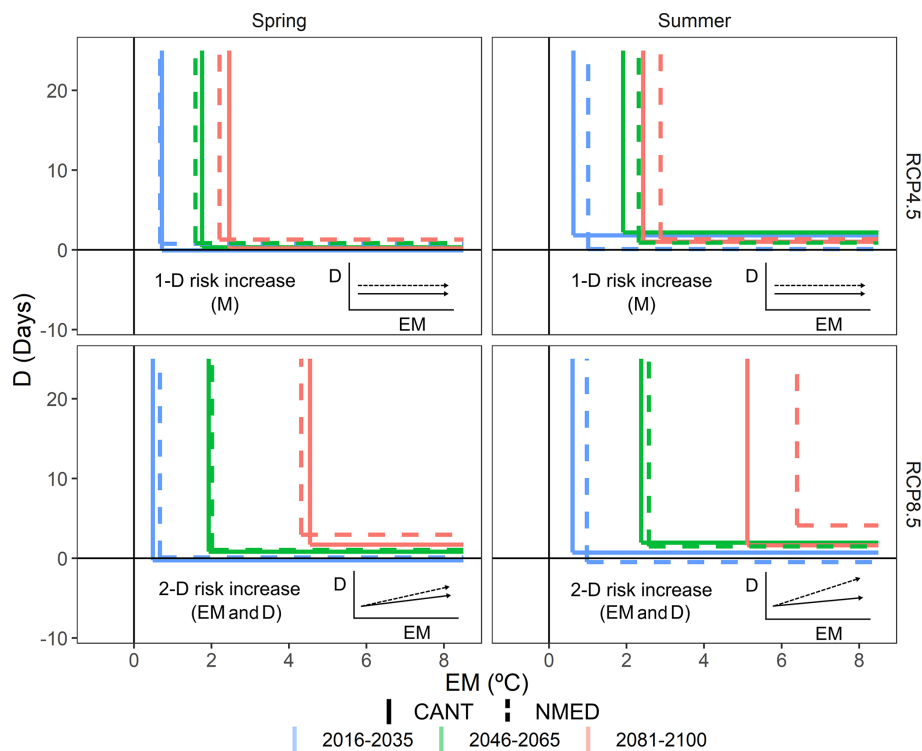 Spring Summer
20
10
0
-10
1-D risk increase
(M)
D
EM
1-D risk increase
(M)
D
EM
RCP4.5
D (Days)
20
10
0
-10
2-D risk increase
(EM and D)
D
EM
2-D risk increase
(EM and D)
D
EM
RCP8.5
0 2 4 6 8 0 2 4 6 8
EM (ºC)
CANT NMED
2016-2035 2046-2065 2081-2100